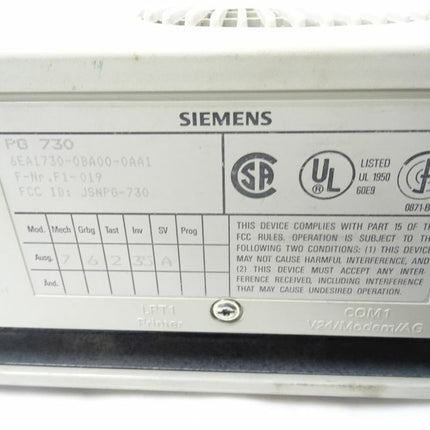 SIEMENS
PG 730
6EA1730-0BA00-0AA1
F-Nr.F1-019
FCC ID: JSNPG-730
SA
UL
LISTED
UL 1950
60E9
0871-B
Mod. Mech Grbg Tast Inv SV Prog
Ausg. 7 6 2 35 A
Änd.
THIS DEVICE COMPLIES WITH PART 15 OF THE
FCC RULES. OPERATION IS SUBJECT TO THE
FOLLOWING TWO CONDITIONS: (1) THIS DEVICE
MAY NOT CAUSE HARMFUL INTERFERENCE, AND
(2) THIS DEVICE MUST ACCEPT ANY INTER-
FERENCE RECEIVED, INCLUDING INTERFERENCE
THAT MAY CAUSE UNDESIRED OPERATION.
LPT1
Printer
COM1
V24/Modem/AG